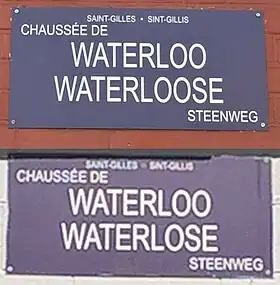 SAINT-GILLES • SINT-GILLIS
CHAUSSÉE DE
WATERLOO
WATERLOOSE
STEENWEG
SAINT-GILLES - SINT-GILLIS
CHAUSSÉE DE
WATERLOO
WATERLOSE
STEENWEG